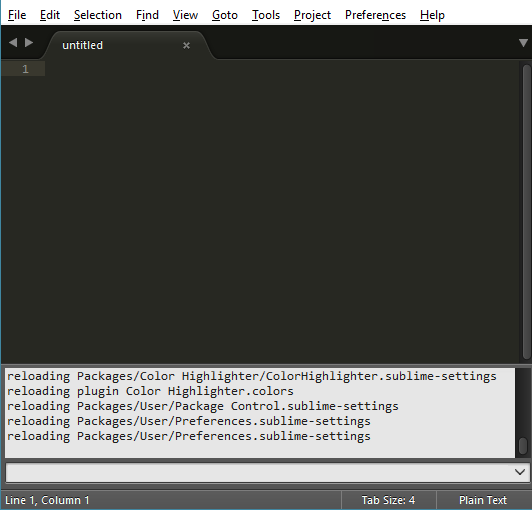 File Edit Selection Find View Goto Tools Project Preferences Help
untitled
1
reloading Packages/Color Highlighter/ColorHighlighter.sublime-settings
reloading plugin Color Highlighter.colors
reloading Packages/User/Package Control.sublime-settings
reloading Packages/User/Preferences.sublime-settings
reloading Packages/User/Preferences.sublime-settings
Line 1, Column 1 Tab Size: 4 Plain Text